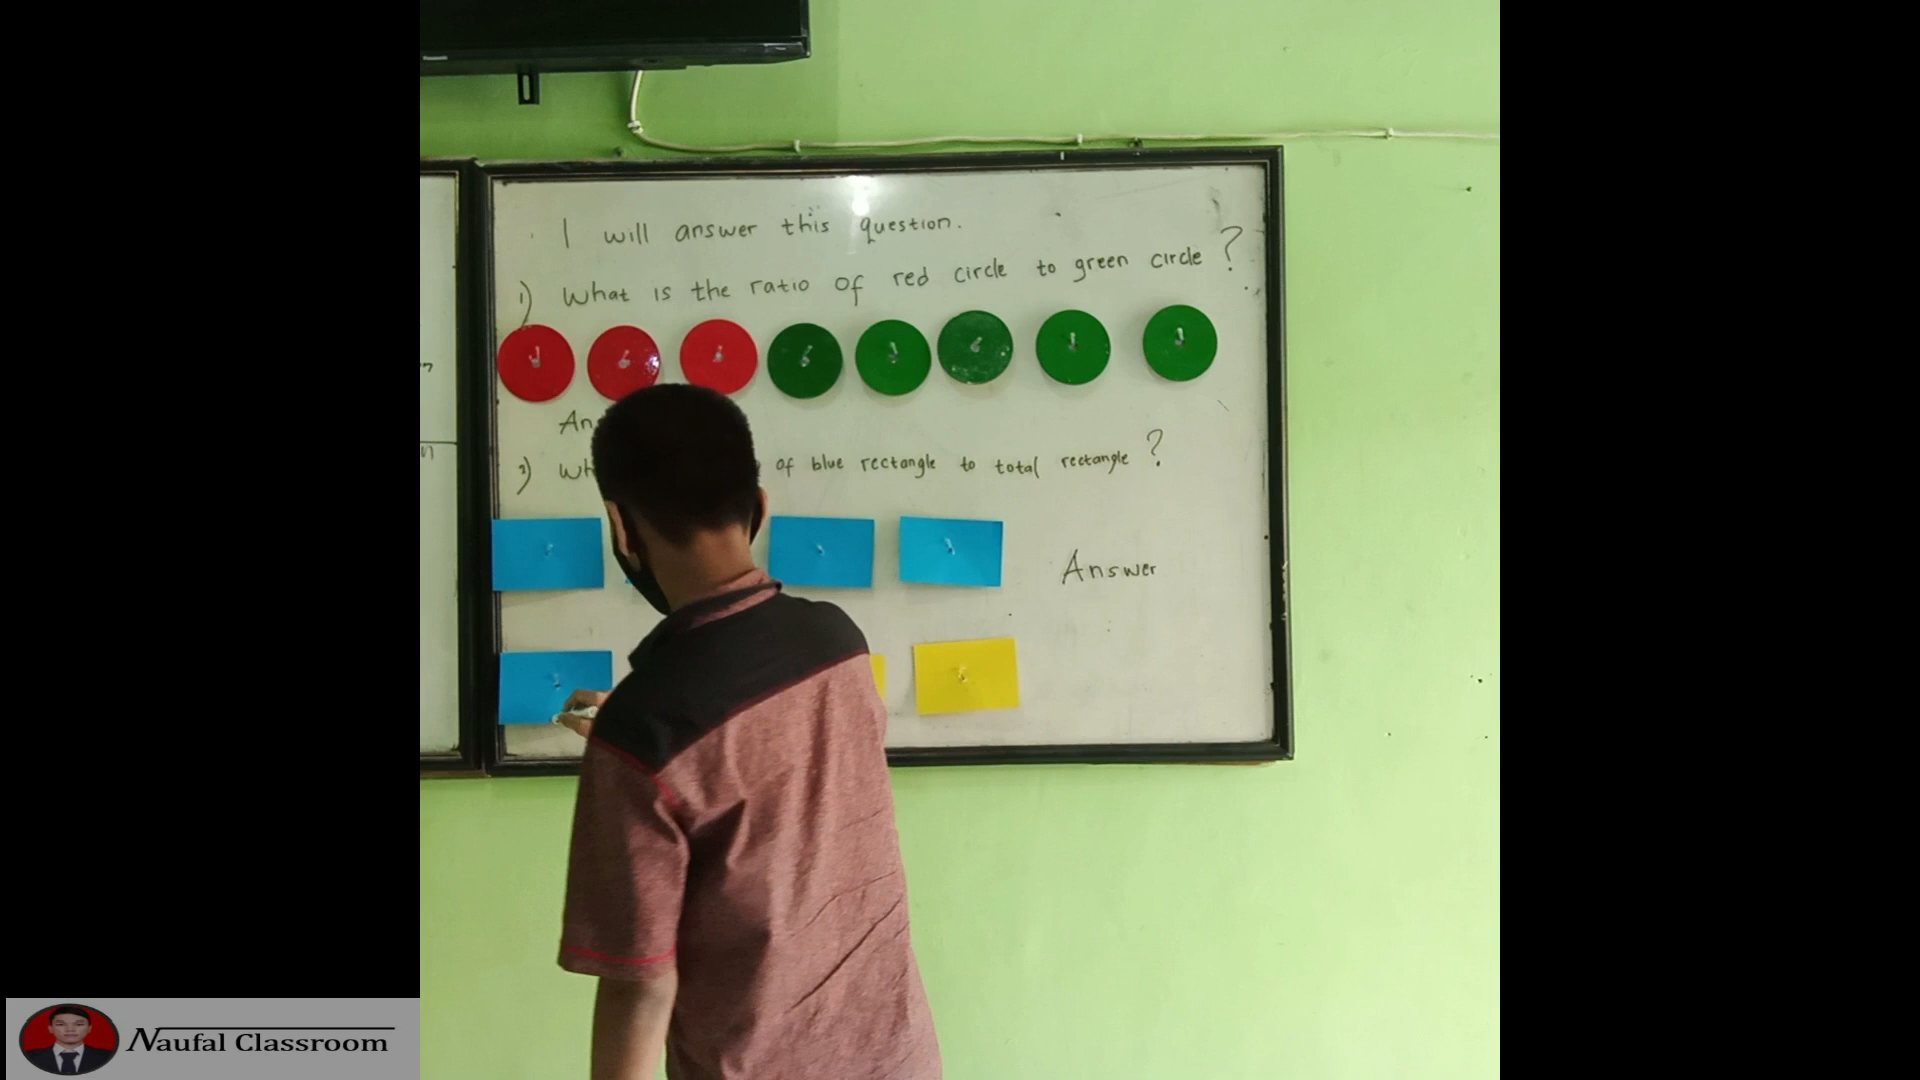 I will answer this question.
1) What is the ratio of red circle to green circle ?
An
2) Wh of blue rectangle to total rectangle ?
Answer
Naufal Classroom